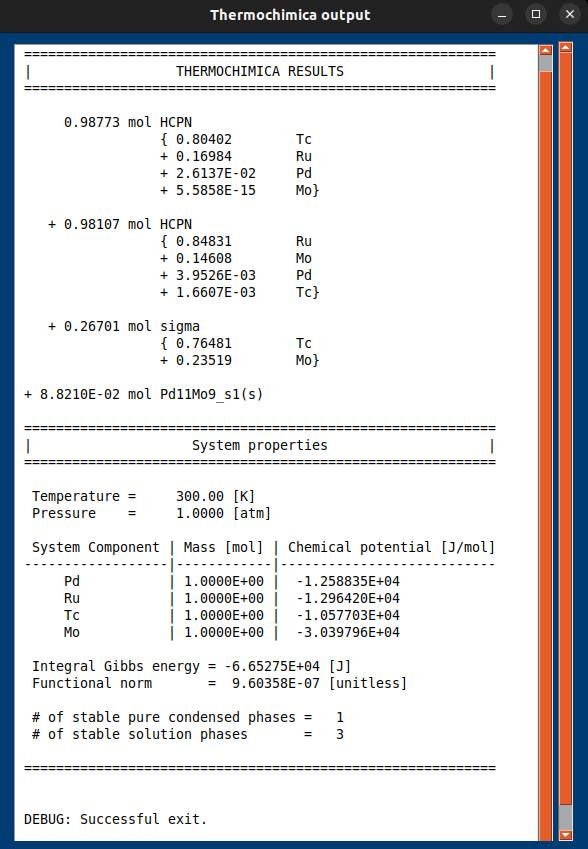 Thermochimica output
=======================================================
|                  THERMOCHIMICA RESULTS                  |
=======================================================
0.98773 mol HCPN
{ 0.80402        Tc
+ 0.16984        Ru
+ 2.6137E-02     Pd
+ 5.5858E-15     Mo}
+ 0.98107 mol HCPN
{ 0.84831        Ru
+ 0.14608        Mo
+ 3.9526E-03     Pd
+ 1.6607E-03     Tc}
+ 0.26701 mol sigma
{ 0.76481        Tc
+ 0.23519        Mo}
+ 8.8210E-02 mol Pd11Mo9_s1(s)
=======================================================
|                    System properties                    |
=======================================================
Temperature =     300.00 [K]
Pressure    =     1.0000 [atm]
System Component | Mass [mol] | Chemical potential [J/mol]
------------------|------------|---------------------------
Pd           | 1.0000E+00 |  -1.258835E+04
Ru           | 1.0000E+00 |  -1.296420E+04
Tc           | 1.0000E+00 |  -1.057703E+04
Mo           | 1.0000E+00 |  -3.039796E+04
Integral Gibbs energy = -6.65275E+04 [J]
Functional norm       =  9.60358E-07 [unitless]
# of stable pure condensed phases =   1
# of stable solution phases       =   3
=======================================================
DEBUG: Successful exit.